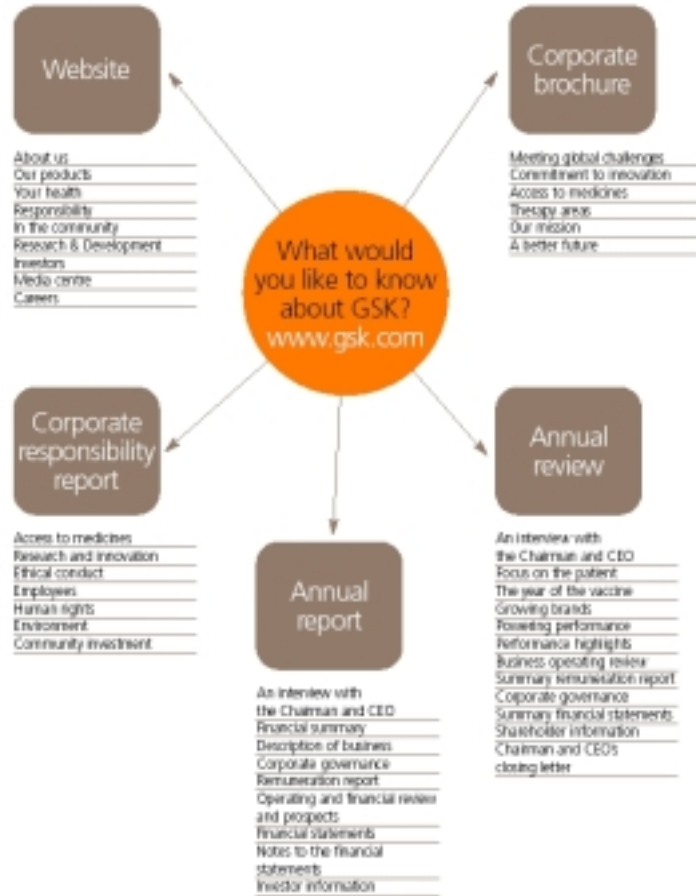 Website
About us
Our products
Your health
Responsibility
In the community
Research & Development
Investors
Media centre
Careers
Corporate
brochure
Meeting global challenges
Commitment to innovation
Access to medicines
Therapy areas
Our mission
A better future
What would
you like to know
about GSK?
www.gsk.com
Corporate
responsibility
report
Access to medicines
Research and innovation
Ethical conduct
Employees
Human rights
Environment
Community investment
Annual
report
An interview with
the Chairman and CEO
Financial summary
Description of business
Corporate governance
Remuneration report
Operating and financial review
and prospects
Financial statements
Notes to the financial
statements
Investor information
Annual
review
An interview with
the Chairman and CEO
Focus on the patient
The year of the vaccine
Growing brands
Powering performance
Performance highlights
Business operating review
Summary remuneration report
Corporate governance
Summary financial statements
Shareholder information
Chairman and CEO's
closing letter